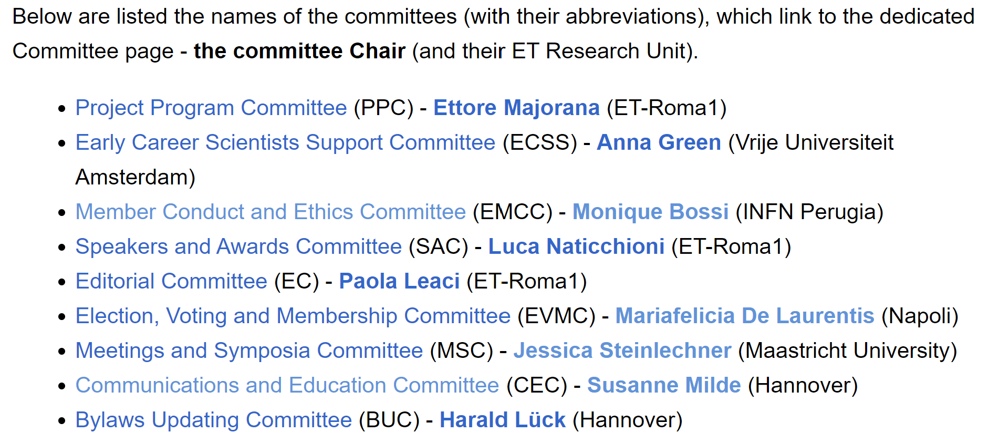 Below are listed the names of the committees (with their abbreviations), which link to the dedicated
Committee page - the committee Chair (and their ET Research Unit).
• Project Program Committee (PPC) - Ettore Majorana (ET-Roma1)
• Early Career Scientists Support Committee (ECSS) - Anna Green (Vrije Universiteit
Amsterdam)
• Member Conduct and Ethics Committee (EMCC) - Monique Bossi (INFN Perugia)
• Speakers and Awards Committee (SAC) - Luca Naticchioni (ET-Roma1)
• Editorial Committee (EC) - Paola Leaci (ET-Roma1)
• Election, Voting and Membership Committee (EVMC) - Mariafelicia De Laurentis (Napoli)
• Meetings and Symposia Committee (MSC) - Jessica Steinlechner (Maastricht University)
• Communications and Education Committee (CEC) - Susanne Milde (Hannover)
• Bylaws Updating Committee (BUC) - Harald Lück (Hannover)